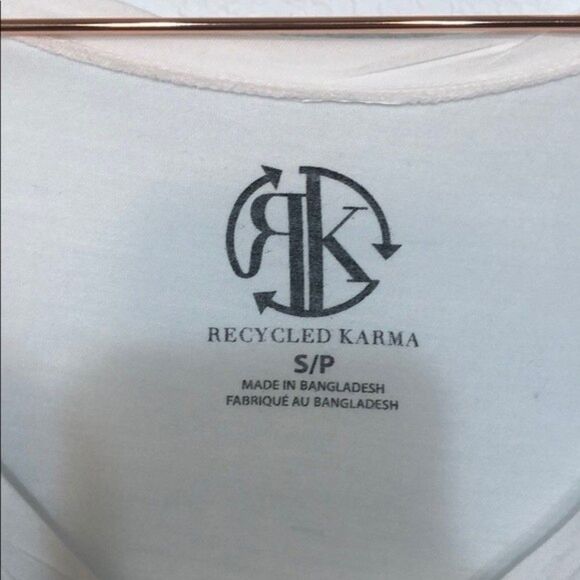 RK
RECYCLED KARMA
S/P
MADE IN BANGLADESH
FABRIQUÉ AU BANGLADESH